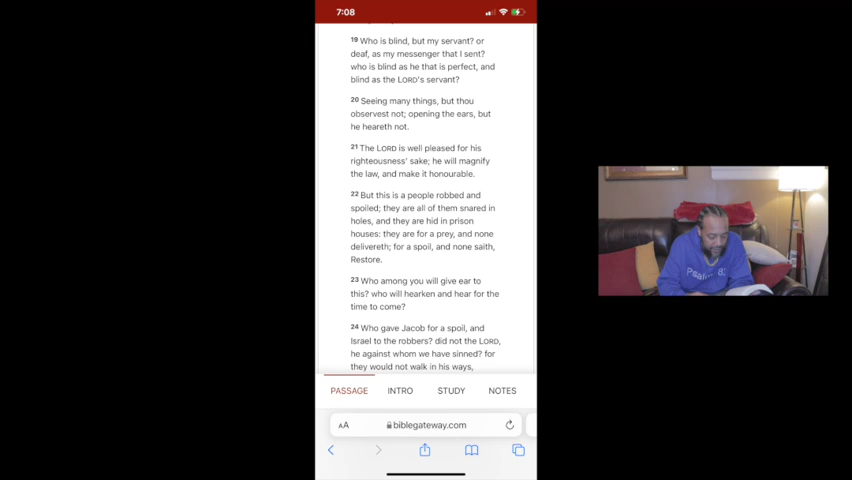 7:08
19 Who is blind, but my servant? or
deaf, as my messenger that I sent?
who is blind as he that is perfect, and
blind as the LORD's servant?
20 Seeing many things, but thou
observest not; opening the ears, but
he heareth not.
21 The LORD is well pleased for his
righteousness' sake; he will magnify
the law, and make it honourable.
22 But this is a people robbed and
spoiled; they are all of them snared in
holes, and they are hid in prison
houses: they are for a prey, and none
delivereth; for a spoil, and none saith,
Restore.
23 Who among you will give ear to
this? who will hearken and hear for the
time to come?
24 Who gave Jacob for a spoil, and
Israel to the robbers? did not the LORD,
he against whom we have sinned? for
they would not walk in his ways,
PASSAGE INTRO STUDY NOTES
AA biblegateway.com